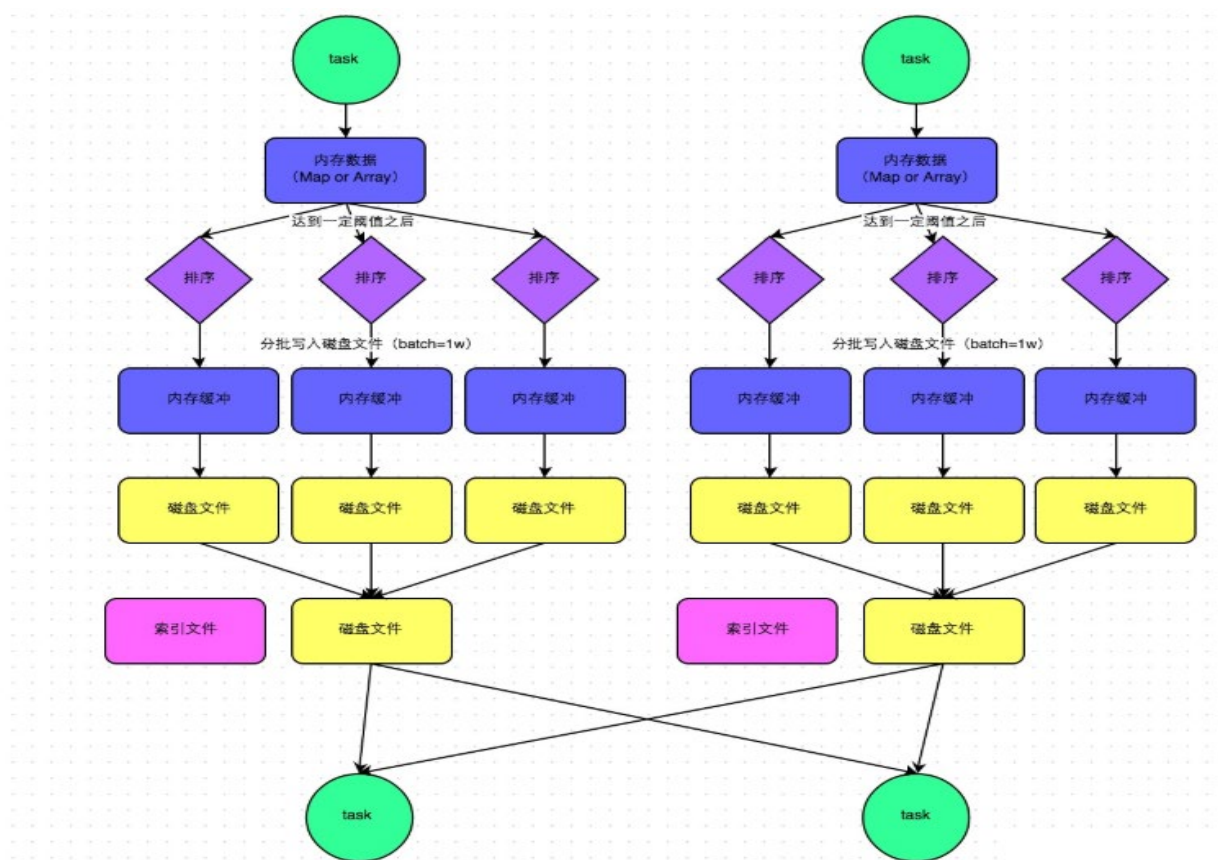 task
task
内存数据
（Map or Array）
内存数据
（Map or Array）
达到一定阈值之后
达到一定阈值之后
排序
排序
排序
排序
排序
排序
分批写入磁盘文件（batch=1w）
分批写入磁盘文件（batch=1w）
内存缓冲
内存缓冲
内存缓冲
内存缓冲
内存缓冲
内存缓冲
磁盘文件
磁盘文件
磁盘文件
磁盘文件
磁盘文件
磁盘文件
索引文件
磁盘文件
索引文件
磁盘文件
task
task